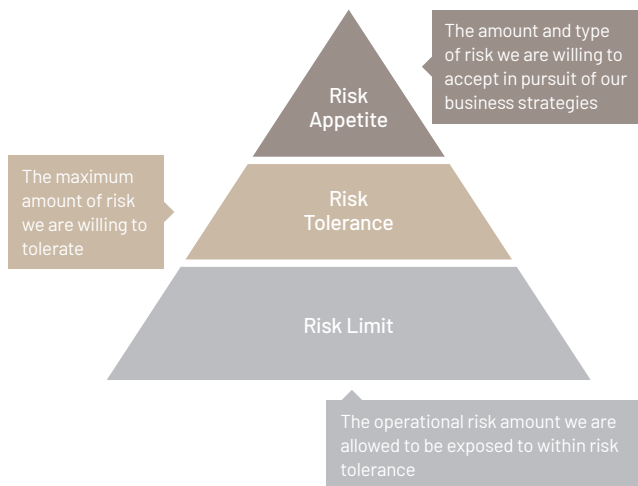 The amount and type
of risk we are willing to
accept in pursuit of our
business strategies
Risk
Appetite
The maximum
amount of risk
we are willing to
tolerate
Risk
Tolerance
Risk Limit
The operational risk amount we are
allowed to be exposed to within risk
tolerance